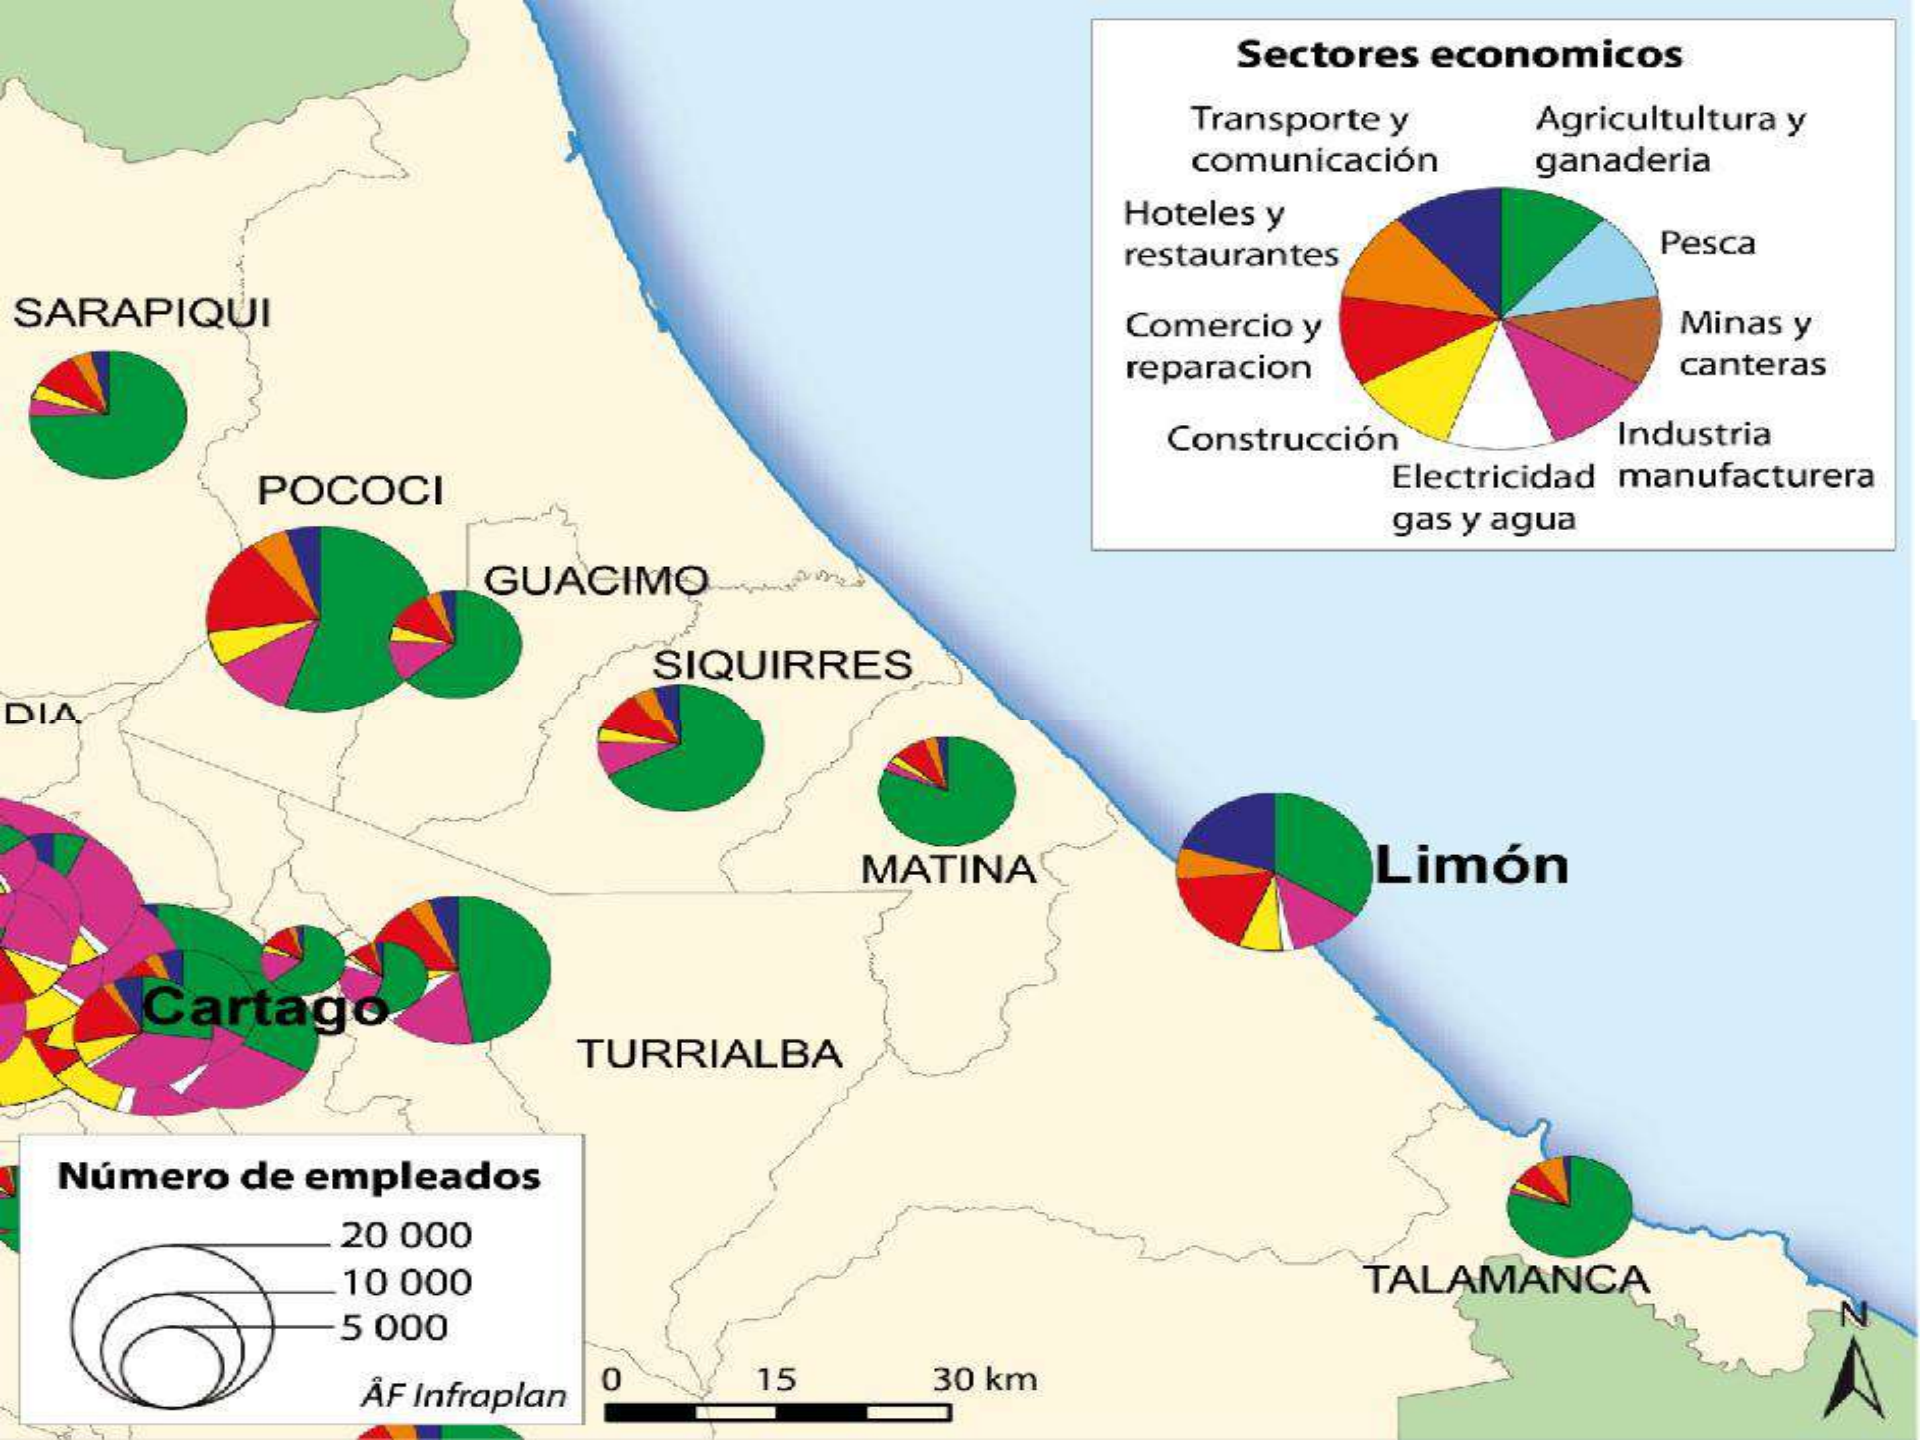 Sectores economicos
Transporte y
comunicación
Agricultultura y
ganaderia
Hoteles y
restaurantes
Pesca
Comercio y
reparacion
Minas y
canteras
Construcción
Industria
manufacturera
Electricidad
gas y agua
SARAPIQUI
POCOCI
GUACIMO
SIQUIRRES
DIA
MATINA
Limón
Cartago
TURRIALBA
TALAMANCA
Número de empleados
20 000
10 000
5 000
ÅF Infraplan
0 15 30 km
N